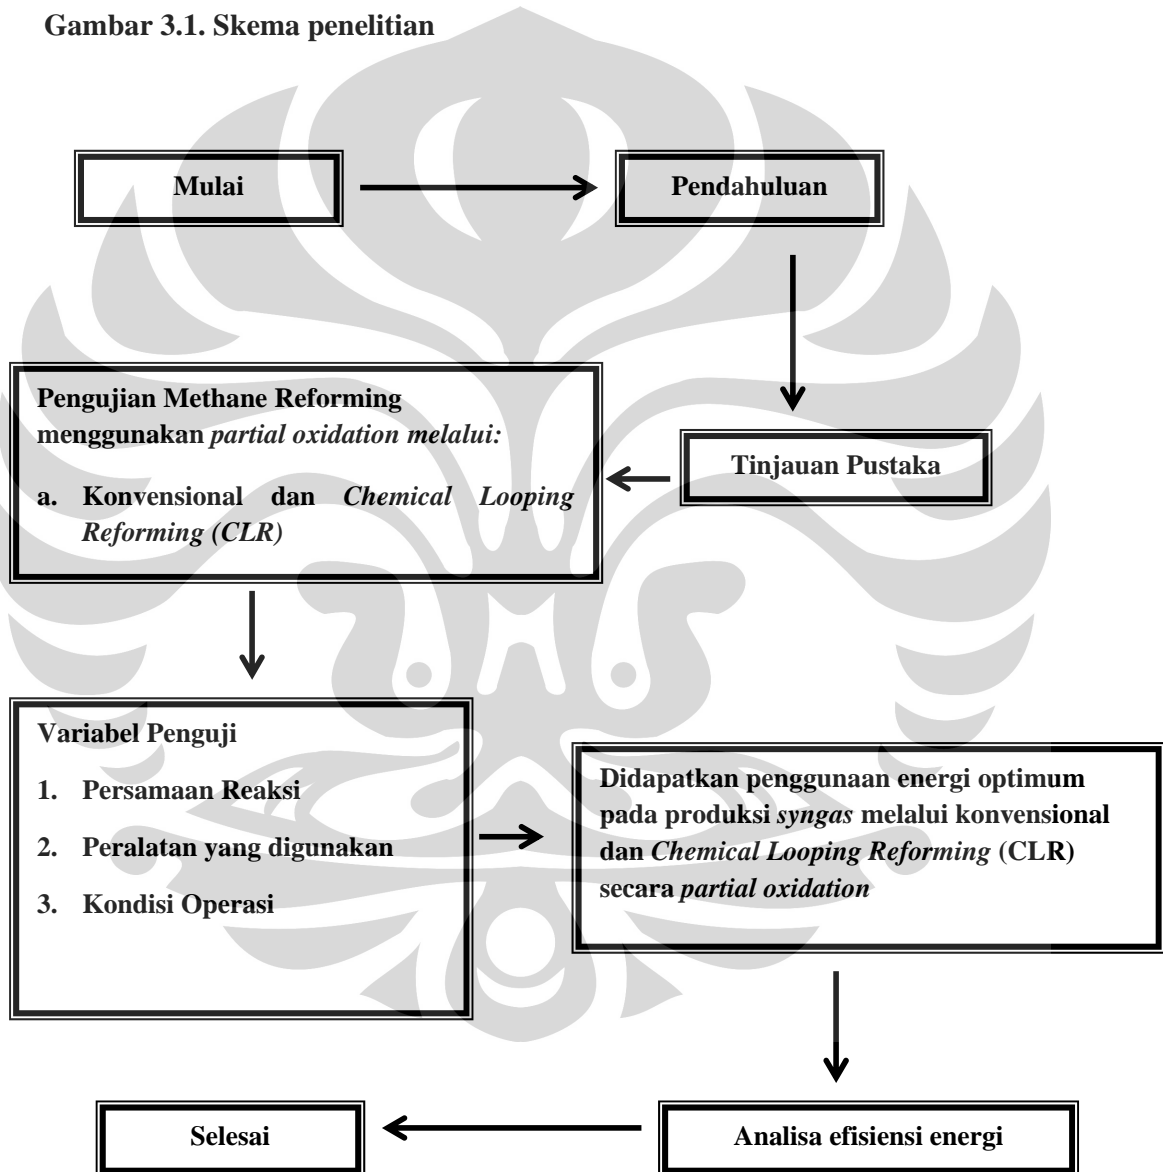 Gambar 3.1. Skema penelitian
Mulai
Pendahuluan
Pengujian Methane Reforming
menggunakan partial oxidation melalui:
a. Konvensional dan Chemical Looping
Reforming (CLR)
Tinjauan Pustaka
Variabel Penguji
1. Persamaan Reaksi
2. Peralatan yang digunakan
3. Kondisi Operasi
Didapatkan penggunaan energi optimum
pada produksi syngas melalui konvensional
dan Chemical Looping Reforming (CLR)
secara partial oxidation
Selesai
Analisa efisiensi energi